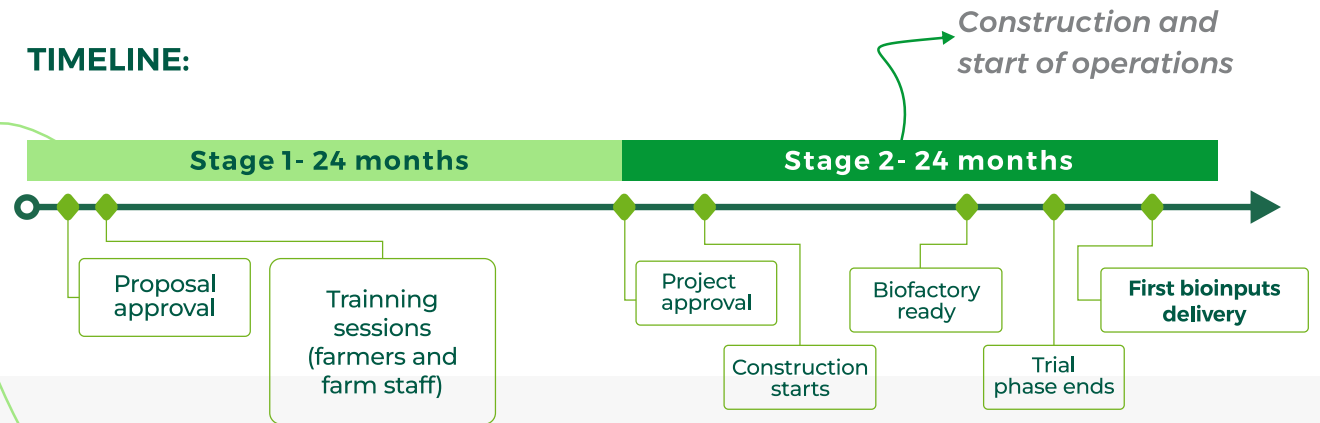 Construction and
start of operations
TIMELINE:
Stage 1- 24 months
Stage 2- 24 months
Proposal
approval
Trainning
sessions
(farmers and
farm staff)
Project
approval
Construction
starts
Biofactory
ready
Trial
phase ends
First bioinputs
delivery